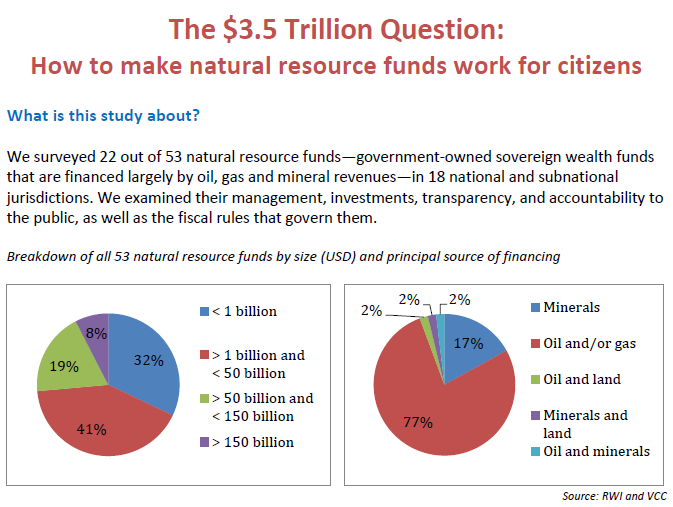 The $3.5 Trillion Question:
How to make natural resource funds work for citizens
What is this study about?
We surveyed 22 out of 53 natural resource funds—government-owned sovereign wealth funds
that are financed largely by oil, gas and mineral revenues—in 18 national and subnational
jurisdictions. We examined their management, investments, transparency, and accountability to
the public, as well as the fiscal rules that govern them.
Breakdown of all 53 natural resource funds by size (USD) and principal source of financing
8%
32%
19%
41%
< 1 billion
> 1 billion and
< 50 billion
> 50 billion and
< 150 billion
> 150 billion
2%
2%
2%
17%
77%
Minerals
Oil and/or gas
Oil and land
Minerals and
land
Oil and minerals
Source: RWI and VCC